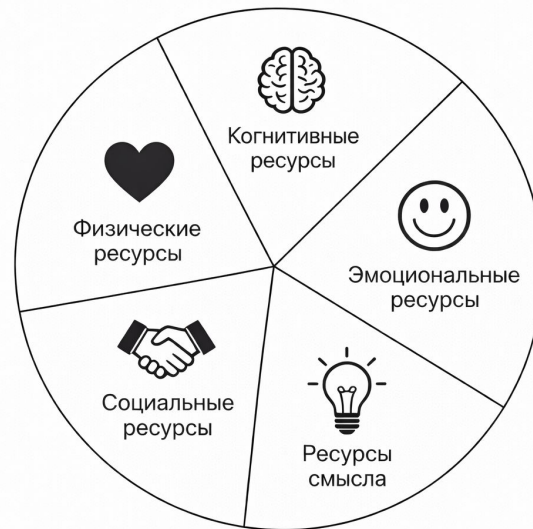 Когнитивные
ресурсы
Физические
ресурсы
Эмоциональные
ресурсы
Социальные
ресурсы
Ресурсы
смысла